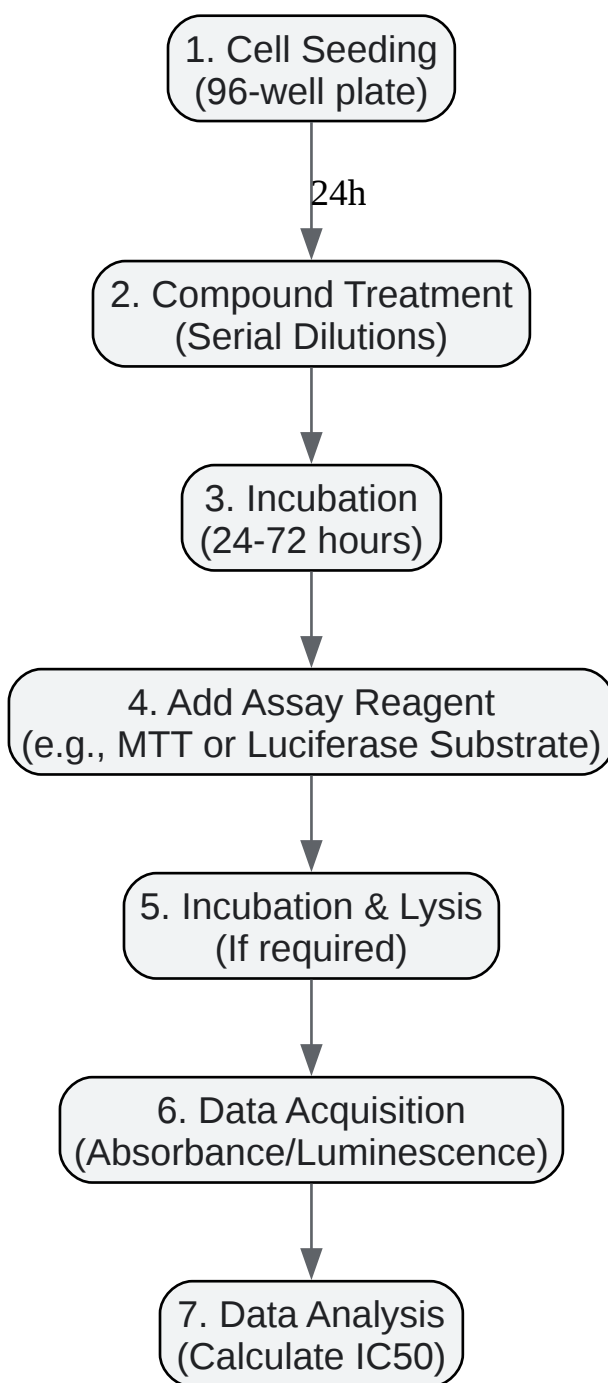 1. Cell Seeding
(96-well plate)
24h
2. Compound Treatment
(Serial Dilutions)
3. Incubation
(24-72 hours)
4. Add Assay Reagent
(e.g., MTT or Luciferase Substrate)
5. Incubation & Lysis
(If required)
6. Data Acquisition
(Absorbance/Luminescence)
7. Data Analysis
(Calculate IC50)